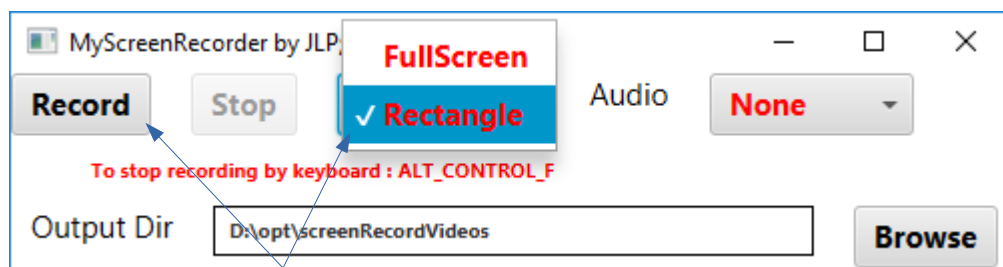 MyScreenRecorder by JLP
FullScreen
Record Stop ✓ Rectangle Audio None
To stop recording by keyboard : ALT_CONTROL_F
Output Dir D:\opt\screenRecordVideos Browse